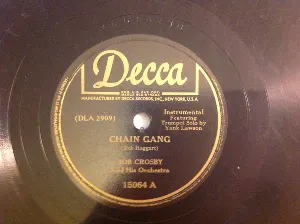 Decca
MANUFACTURED BY DECCA RECORDS, INC., NEW YORK, U.S.A.
(DLA 2909)
Instrumental
Featuring
Trumpet Solo by
Yank Lawson
CHAIN GANG
(Bob Haggart)
BOB CROSBY
And His Orchestra
15064 A